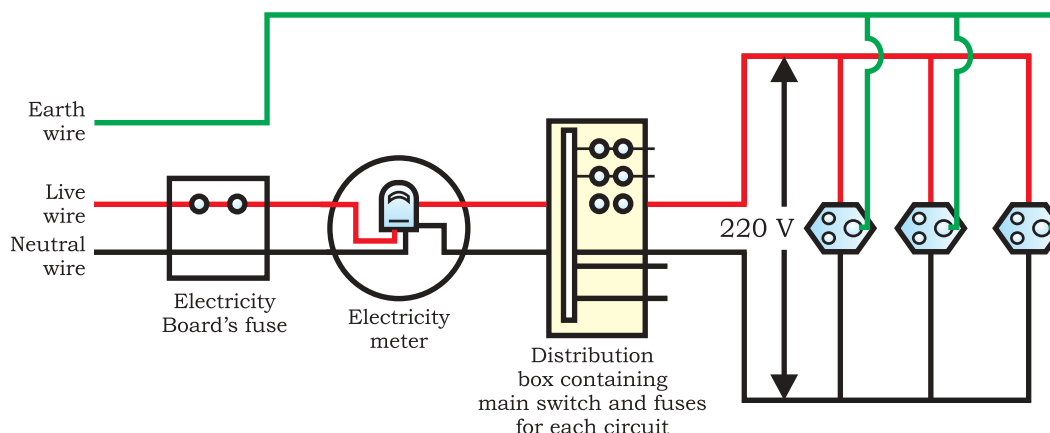 Earth
wire
Live
wire
Neutral
wire
Electricity
Board's fuse
Electricity
meter
Distribution
box containing
main switch and fuses
for each circuit
220 V